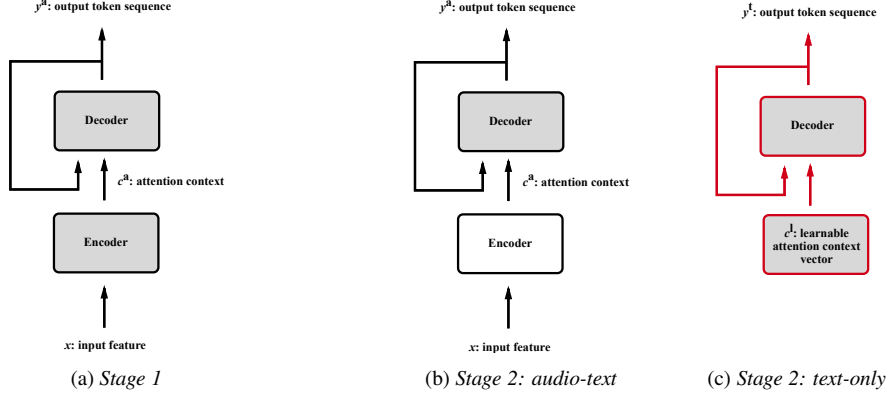 yᵃ: output token sequence
Decoder
cᵃ: attention context
Encoder
x: input feature
(a) Stage 1
yᵃ: output token sequence
Decoder
cᵃ: attention context
Encoder
x: input feature
(b) Stage 2: audio-text
yᵗ: output token sequence
Decoder
cˡ: learnable
attention context
vector
(c) Stage 2: text-only